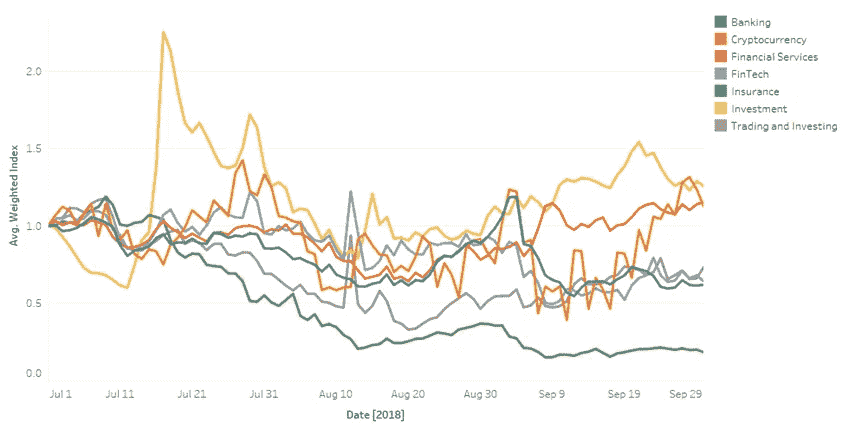 Banking
Cryptocurrency
Financial Services
FinTech
Insurance
Investment
Trading and Investing
Avg. Weighted Index
2.0
1.5
1.0
0.5
0.0
Jul 1 Jul 11 Jul 21 Jul 31 Aug 10 Aug 20 Aug 30 Sep 9 Sep 19 Sep 29
Date [2018]